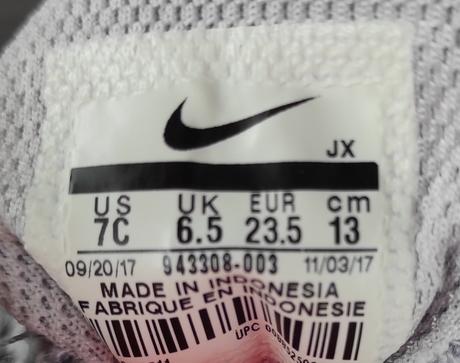 JX
US UK EUR cm
7C 6.5 23.5 13
09/20/17 943308-003 11/03/17
MADE IN INDONESIA
FABRIQUE EN INDONESIE
UPC